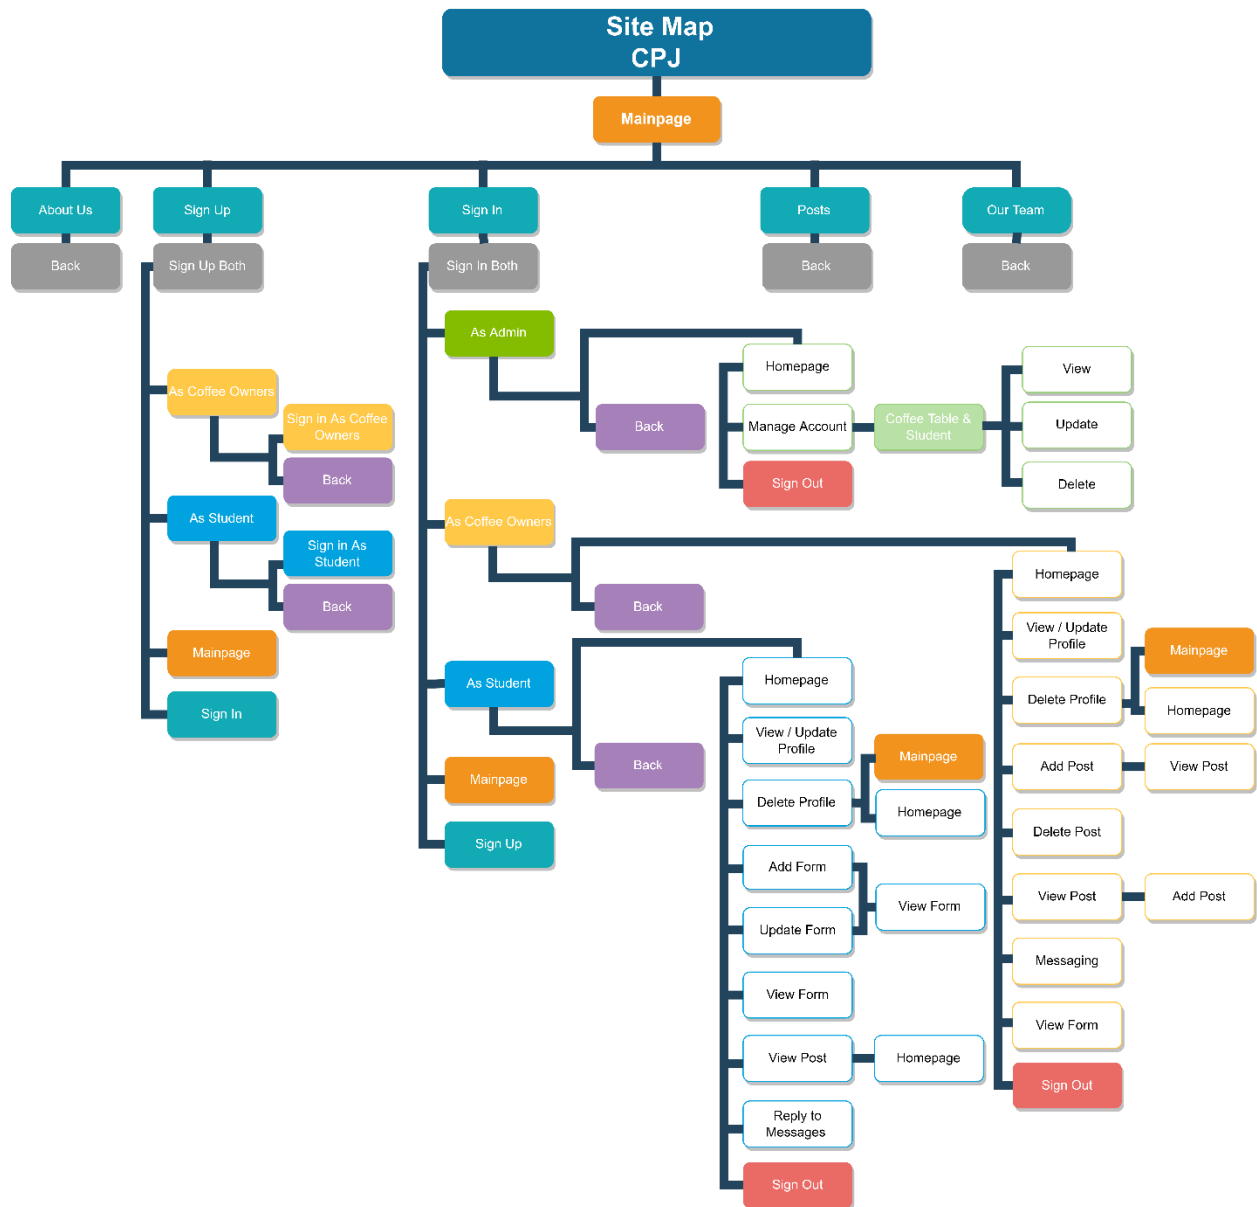 Site Map
CPJ
Mainpage
About Us
Sign Up
Sign In
Posts
Our Team
Back
Sign Up Both
Sign In Both
Back
Back
As Admin
Homepage
View
As Coffee Owners
Sign in As Coffee
Owners
Back
Manage Account
Coffee Table &
Student
Update
Back
Sign Out
Delete
As Student
As Coffee Owners
Sign in As
Student
Homepage
Back
Back
View / Update
Profile
Mainpage
Mainpage
As Student
Homepage
Delete Profile
Homepage
Sign In
View / Update
Profile
Mainpage
Back
Add Post
View Post
Mainpage
Delete Profile
Homepage
Sign Up
Delete Post
Add Form
View Form
View Post
Add Post
Update Form
Messaging
View Form
View Form
View Post
Homepage
Sign Out
Reply to
Messages
Sign Out